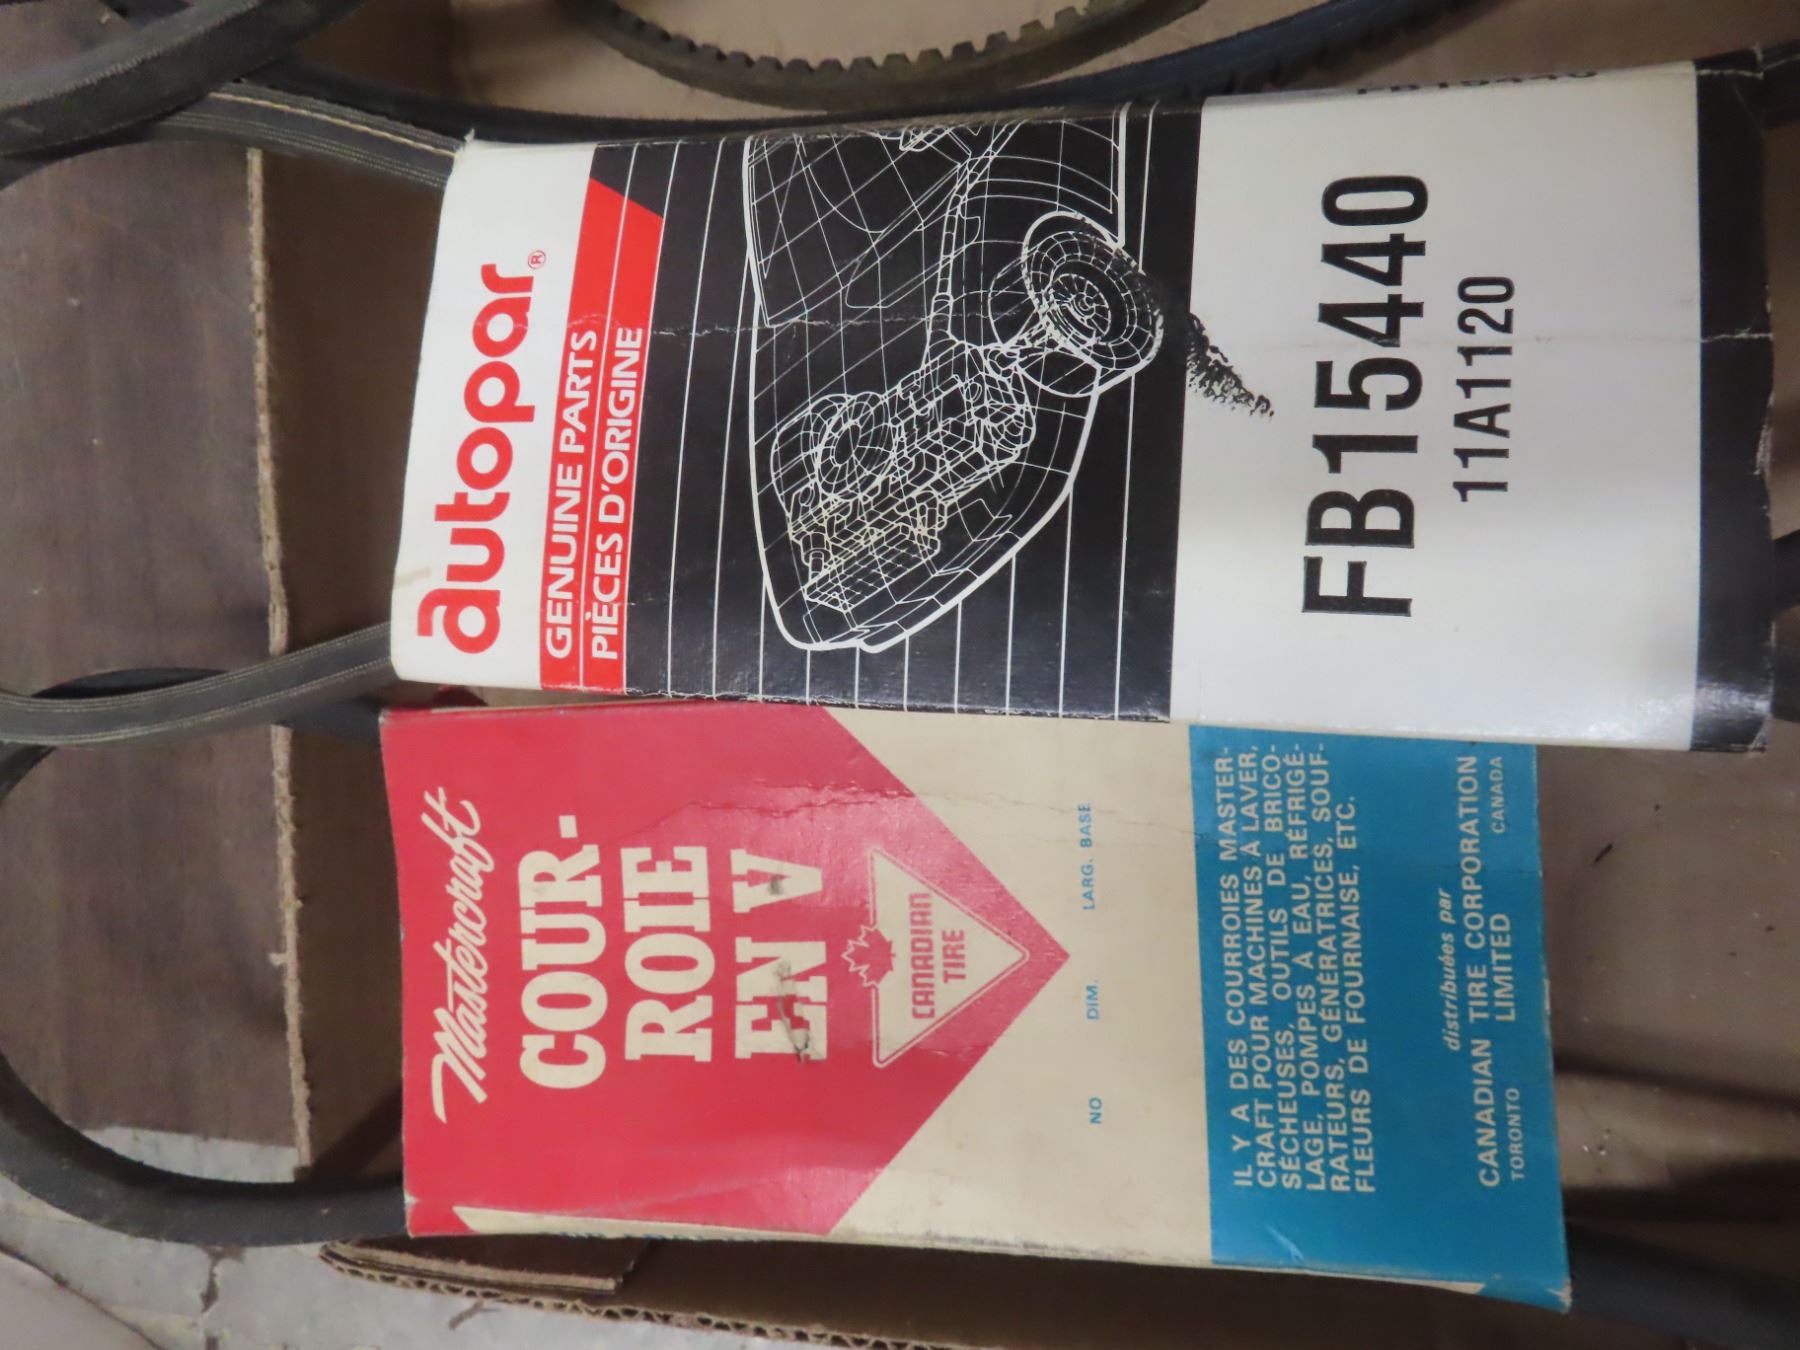 autopar®
GENUINE PARTS
PIÈCES D'ORIGINE
FB15440
11A1120
Mastercraft
COUR-
ROIE
EN V
CANADIAN
TIRE
NO DIM. LARG. BASE
IL Y A DES COURROIES MASTER-
CRAFT POUR MACHINES À LAVER,
SÉCHEUSES, OUTILS DE BRICO-
LAGE, POMPES À EAU, RÉFRIGÉ-
RATEURS, GÉNÉRATRICES, SOUF-
FLEURS DE FOURNAISE, ETC.
distribuées par
CANADIAN TIRE CORPORATION
LIMITED
TORONTO CANADA